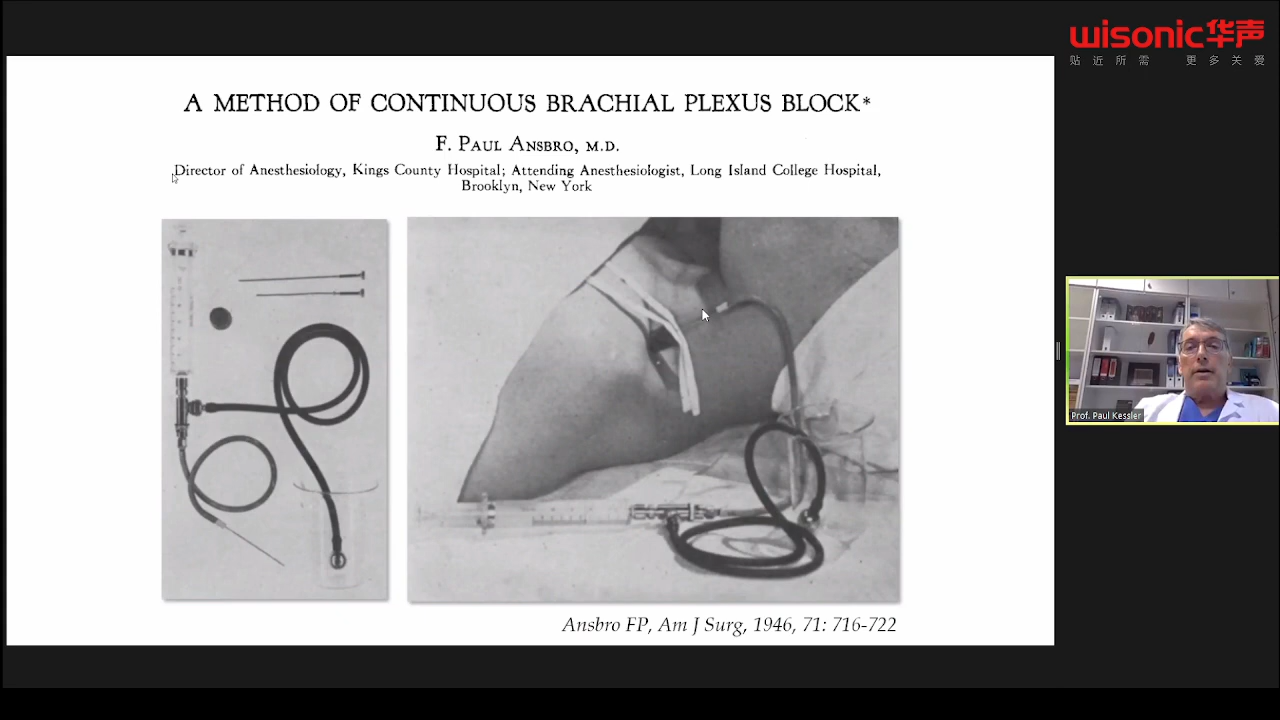 wisonic华声
贴近所需 更多关爱
A METHOD OF CONTINUOUS BRACHIAL PLEXUS BLOCK*
F. PAUL ANSBRO, M.D.
Director of Anesthesiology, Kings County Hospital; Attending Anesthesiologist, Long Island College Hospital,
Brooklyn, New York
Ansbro FP, Am J Surg, 1946, 71: 716-722
Prof. Paul Kessler